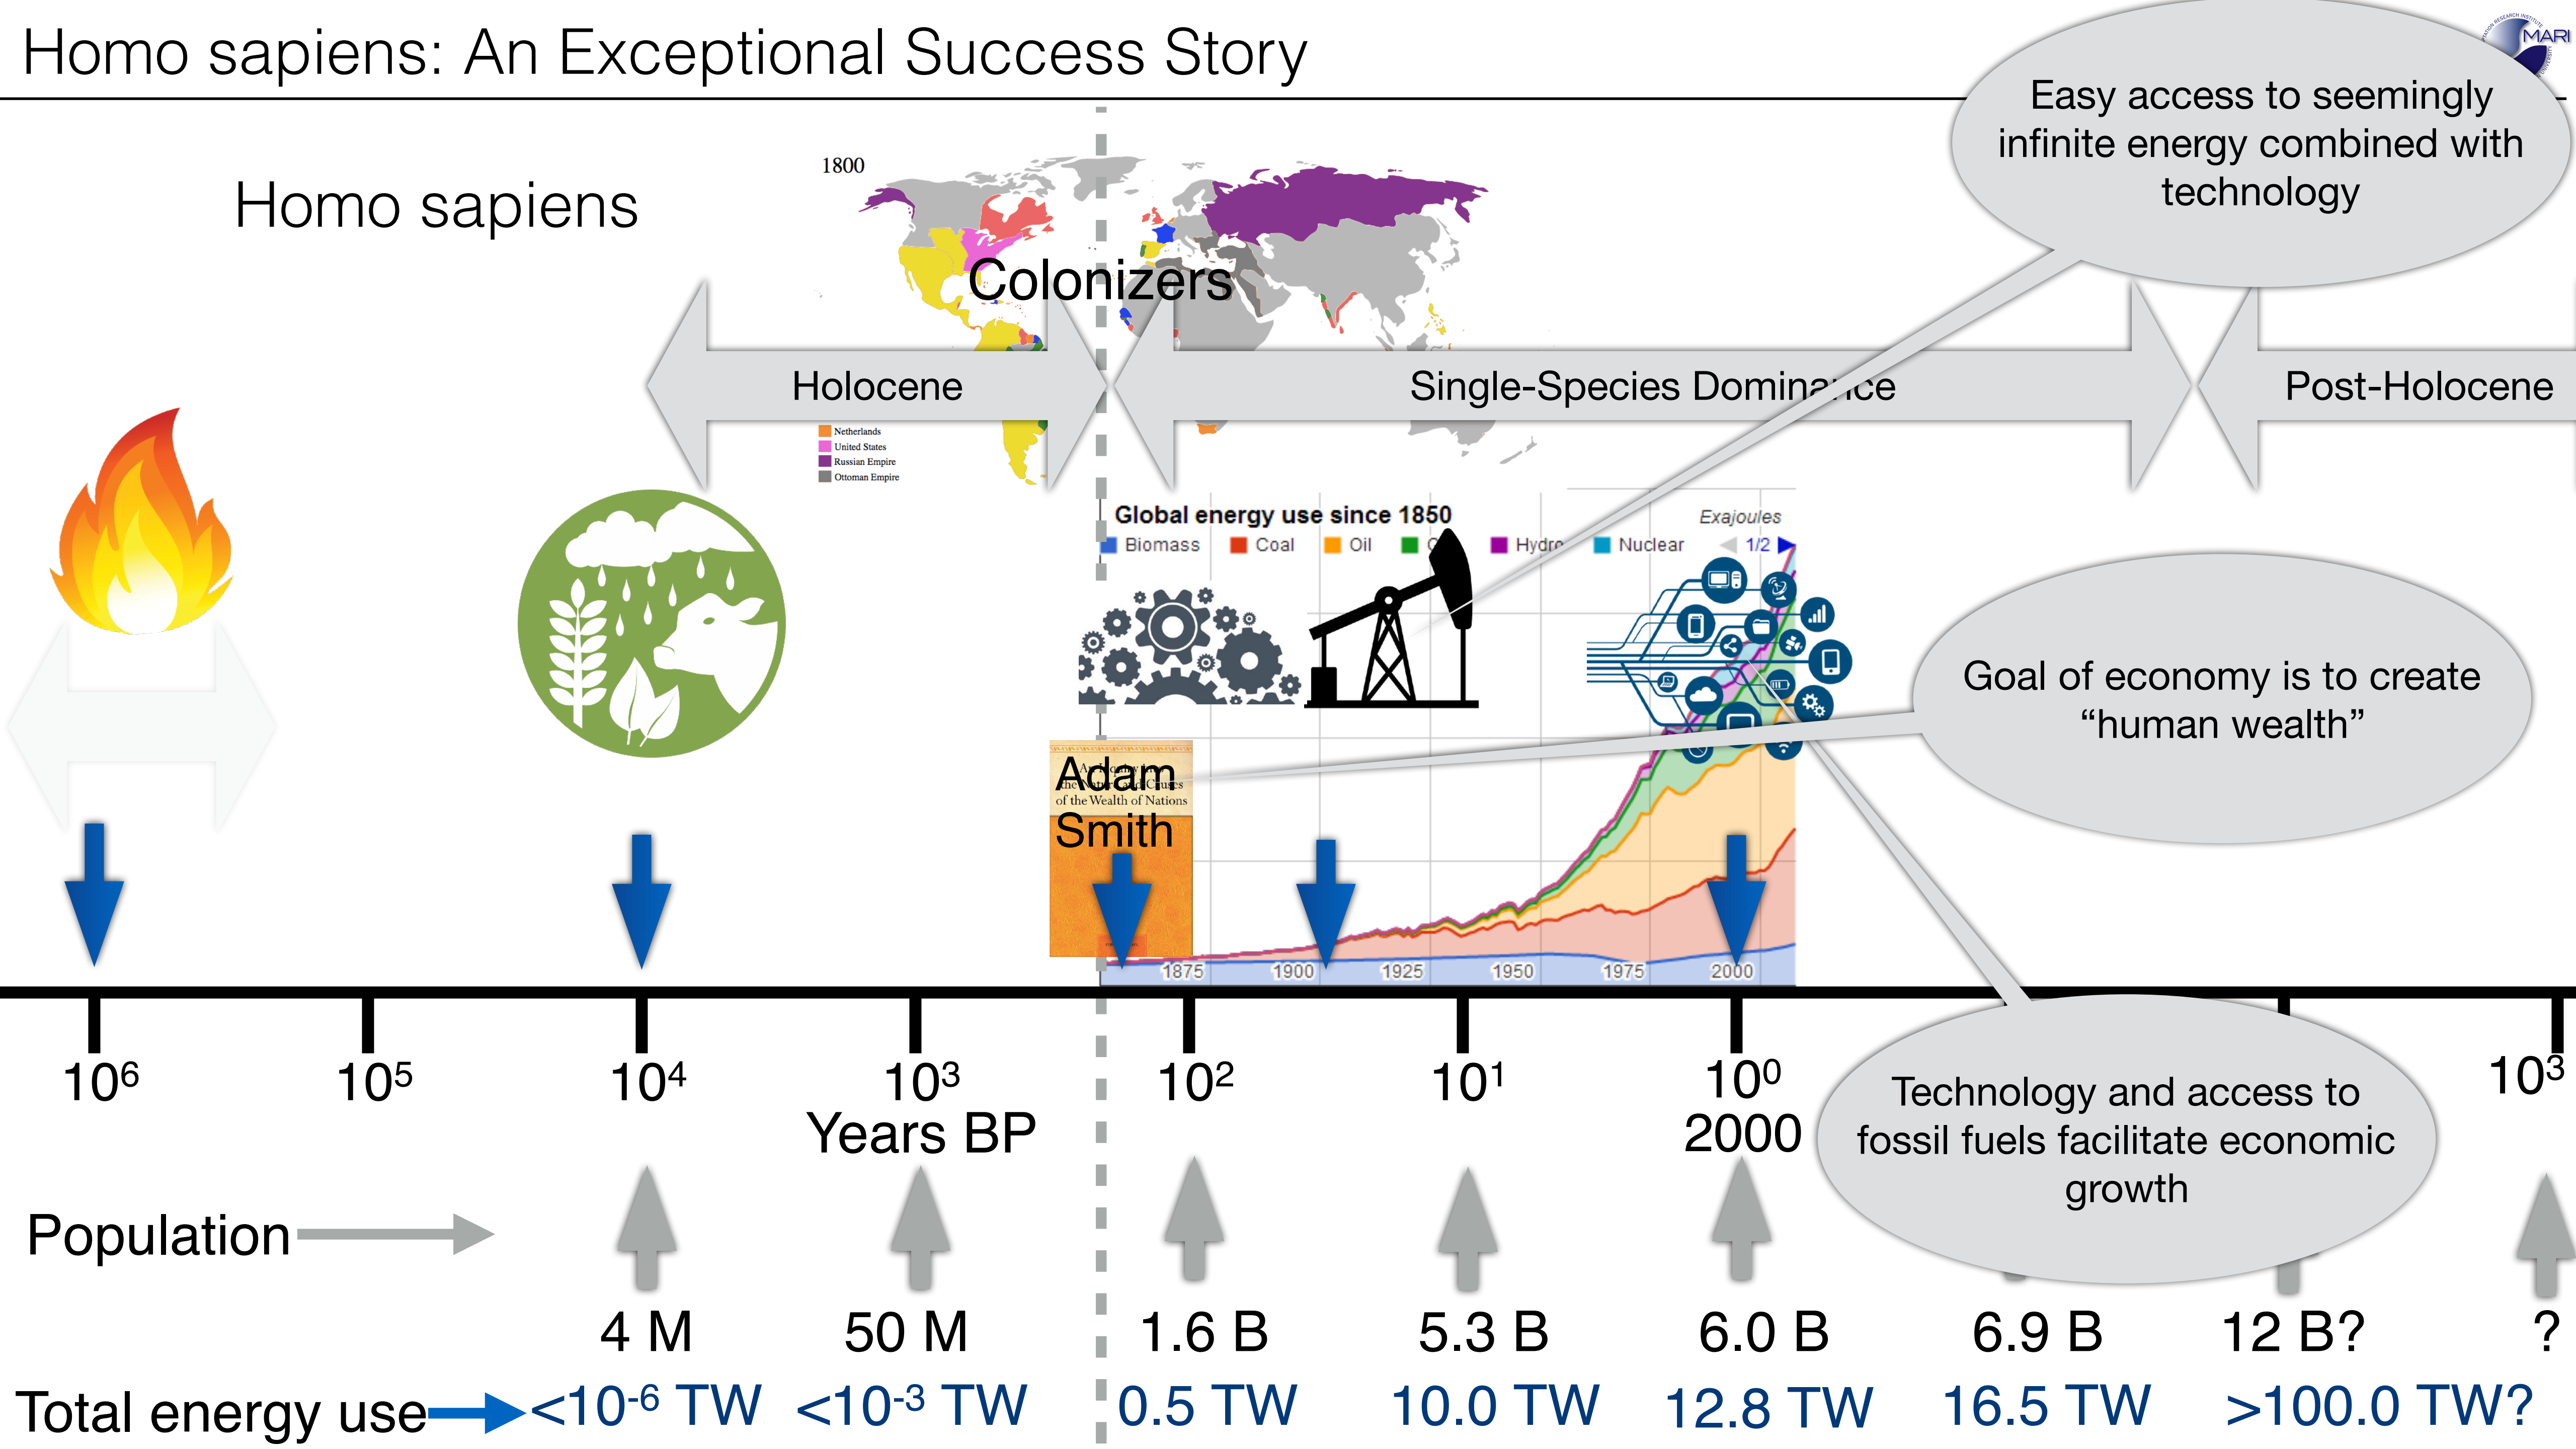 Homo sapiens: An Exceptional Success Story
MARI
Easy access to seemingly
infinite energy combined with
technology
1800
Homo sapiens
Colonizers
Holocene
Single-Species Dominance
Post-Holocene
Netherlands
United States
Russian Empire
Ottoman Empire
Global energy use since 1850
Exajoules
Biomass Coal Oil Hydro Nuclear 1/2
Goal of economy is to create
“human wealth”
Adam
the Nature and Causes
of the Wealth of Nations
Smith
1875 1900 1925 1950 1975 2000
10⁶ 10⁵ 10⁴ 10³ 10² 10¹ 10⁰ 10³
Years BP
2000
Technology and access to
fossil fuels facilitate economic
growth
Population
4 M 50 M 1.6 B 5.3 B 6.0 B 6.9 B 12 B? ?
Total energy use <10⁻⁶ TW <10⁻³ TW 0.5 TW 10.0 TW 12.8 TW 16.5 TW >100.0 TW?